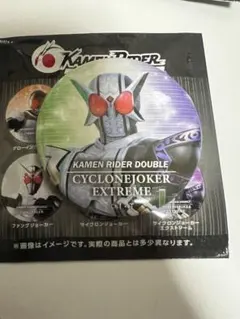 KAMEN RIDER
KAMEN RIDER DOUBLE
CYCLONEJOKER
EXTREME
ファングジョーカー
サイクロンジョーカー
サイクロンジョーカー
エクストリーム
※画像はイメージです。実際の商品とは多少異なります。